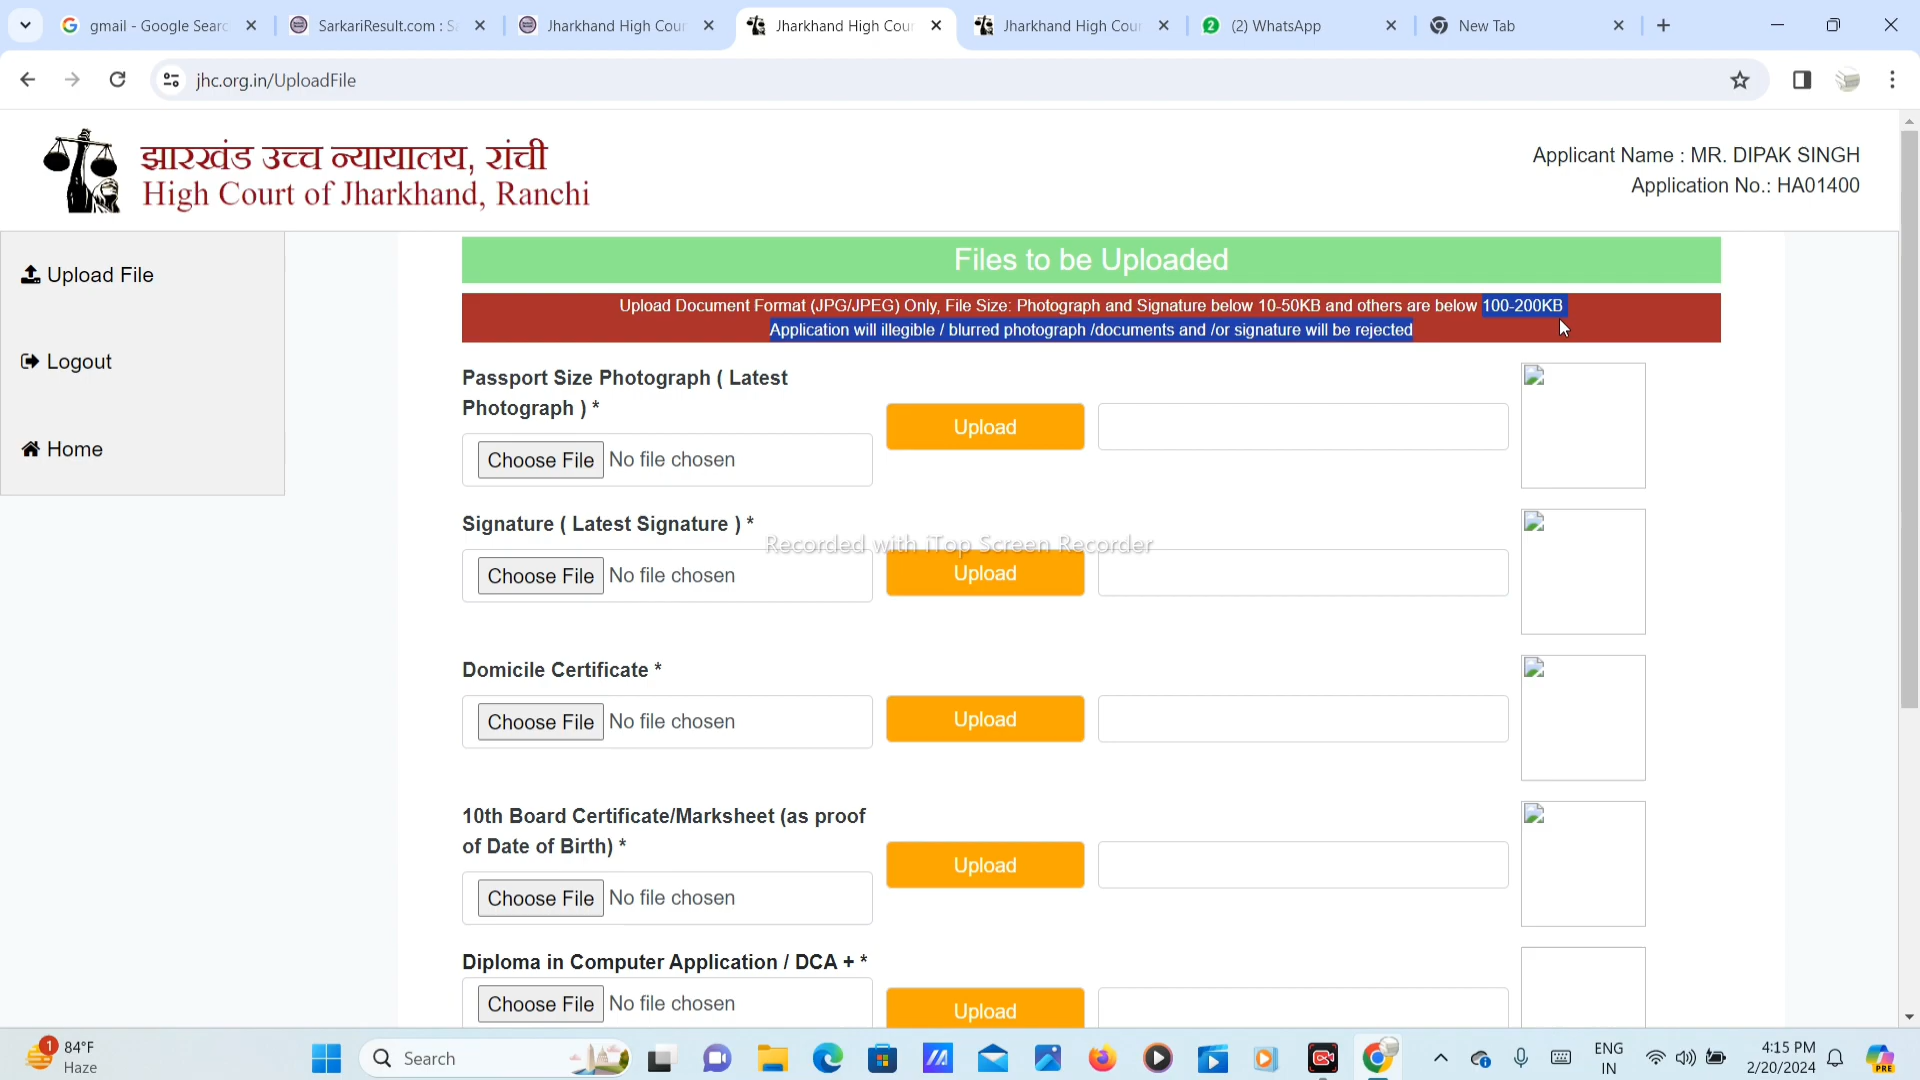 gmail - Google Searc
SarkariResult.com : Sa
Jharkhand High Cour
Jharkhand High Cour
Jharkhand High Cour
(2) WhatsApp
New Tab
jhc.org.in/UploadFile
झारखंड उच्च न्यायालय, रांची
High Court of Jharkhand, Ranchi
Applicant Name : MR. DIPAK SINGH
Application No.: HA01400
Upload File
Logout
Home
Files to be Uploaded
Upload Document Format (JPG/JPEG) Only, File Size: Photograph and Signature below 10-50KB and others are below 100-200KB
Application will illegible / blurred photograph /documents and /or signature will be rejected
Passport Size Photograph ( Latest
Photograph ) *
Choose File No file chosen
Upload
Signature ( Latest Signature ) *
Recorded with iTop Screen Recorder
Choose File No file chosen
Upload
Domicile Certificate *
Choose File No file chosen
Upload
10th Board Certificate/Marksheet (as proof
of Date of Birth) *
Choose File No file chosen
Upload
Diploma in Computer Application / DCA + *
Choose File No file chosen
Upload
1
84°F
Haze
Search
ENG
IN
4:15 PM
2/20/2024
PRE